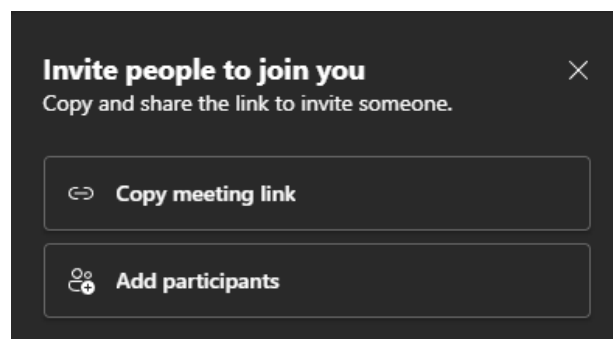 Invite people to join you
Copy and share the link to invite someone.
Copy meeting link
Add participants